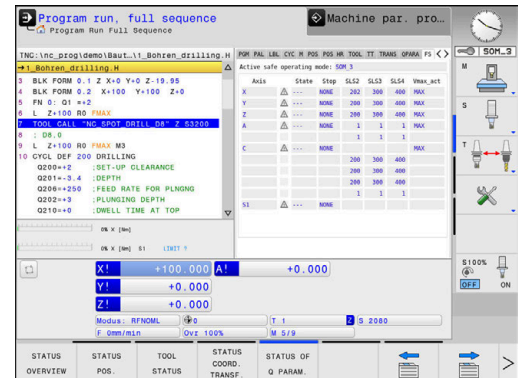 Program run, full sequence
Program Run Full Sequence
Machine par. pro...
TNC:\nc_prog\demo\Baut…\1_Bohren_drilling.H
→1_Bohren_drilling.H
3 BLK FORM 0.1 Z X+0 Y+0 Z-19.95
4 BLK FORM 0.2 X+100 Y+100 Z+0
5 FN 0: Q1 =+2
6 L Z+100 R0 FMAX
7 TOOL CALL "NC_SPOT_DRILL_D8" Z S3200
8 ; D8,0
9 L Z+100 R0 FMAX M3
10 CYCL DEF 200 DRILLING
Q200=+2 ;SET-UP CLEARANCE
Q201=-3.4 ;DEPTH
Q206=+250 ;FEED RATE FOR PLNGNG
Q202=+3 ;PLUNGING DEPTH
Q210=+0 ;DWELL TIME AT TOP
0% X [Nm]
0% X [Nm] S1 LIMIT 1
PGM PAL LBL CYC M POS POS HR TOOL TT TRANS QPARA FS
Active safe operating mode: SOM_3
Axis State Stop SLS2 SLS3 SLS4 Vmax_act
X --- NONE 202 300 400 MAX
Y --- NONE 200 300 400 MAX
Z --- NONE 200 300 400 MAX
A --- NONE 1 1 1 MAX
1 1 1
C --- NONE MAX
200 300 400
200 300 400
200 300 400
1 1 1
S1 --- NONE
X! +100.000 A! +0.000
Y! +0.000
Z! +0.000
Modus: RFNOML 0 T 1 Z S 2080
F 0mm/min Ovr 100% M 5/9
SOM_3
M
S
T
S100%
OFF ON
STATUS OVERVIEW
STATUS POS.
TOOL STATUS
STATUS COORD. TRANSF.
STATUS OF Q PARAM.